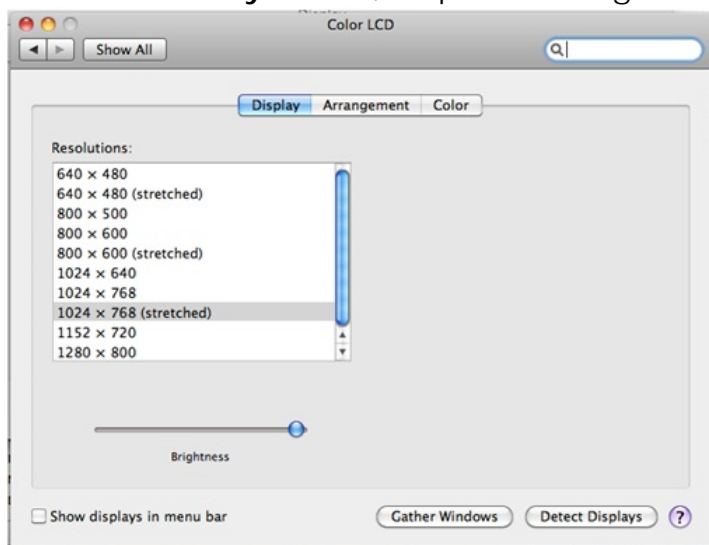 Color LCD
Show All
Display Arrangement Color
Resolutions:
640 × 480
640 × 480 (stretched)
800 × 500
800 × 600
800 × 600 (stretched)
1024 × 640
1024 × 768
1024 × 768 (stretched)
1152 × 720
1280 × 800
Brightness
Show displays in menu bar
Gather Windows Detect Displays ?